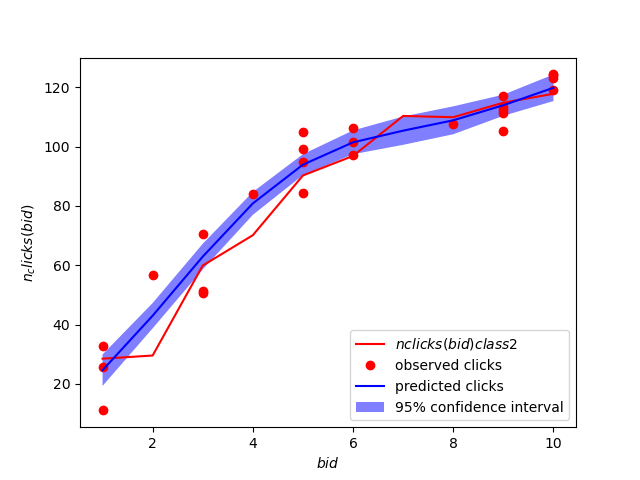 120
100
80
60
40
20
n_clicks(bid)
nclicks(bid)class2
observed clicks
predicted clicks
95% confidence interval
2 4 6 8 10
bid